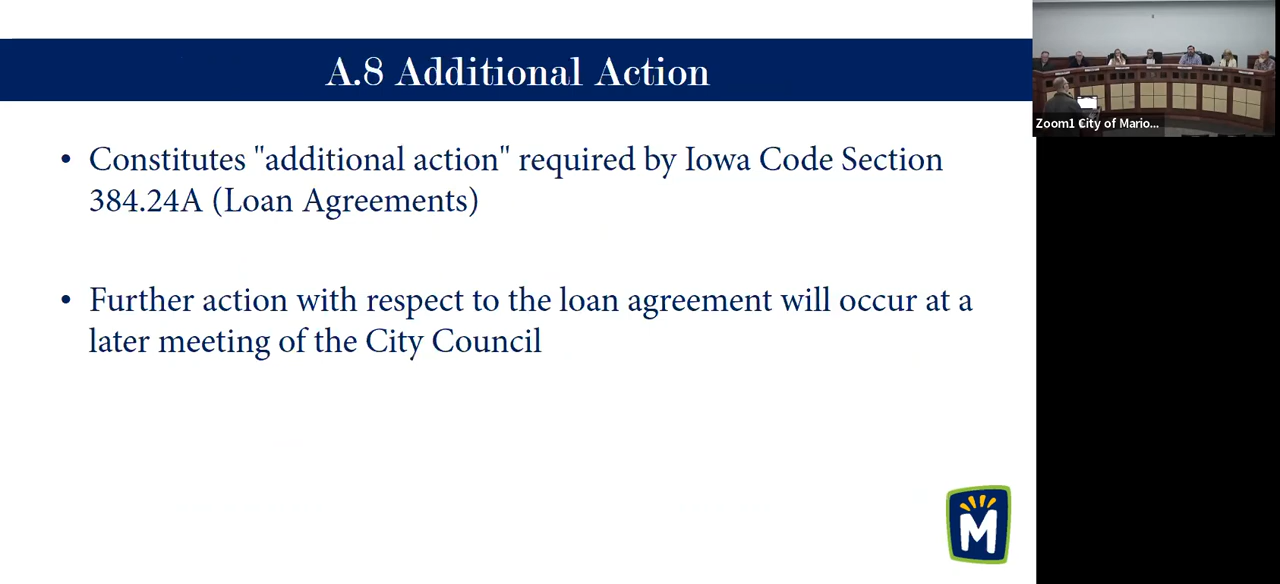 A.8 Additional Action
• Constitutes "additional action" required by Iowa Code Section
384.24A (Loan Agreements)
• Further action with respect to the loan agreement will occur at a
later meeting of the City Council
Zoom1 City of Mario...
M